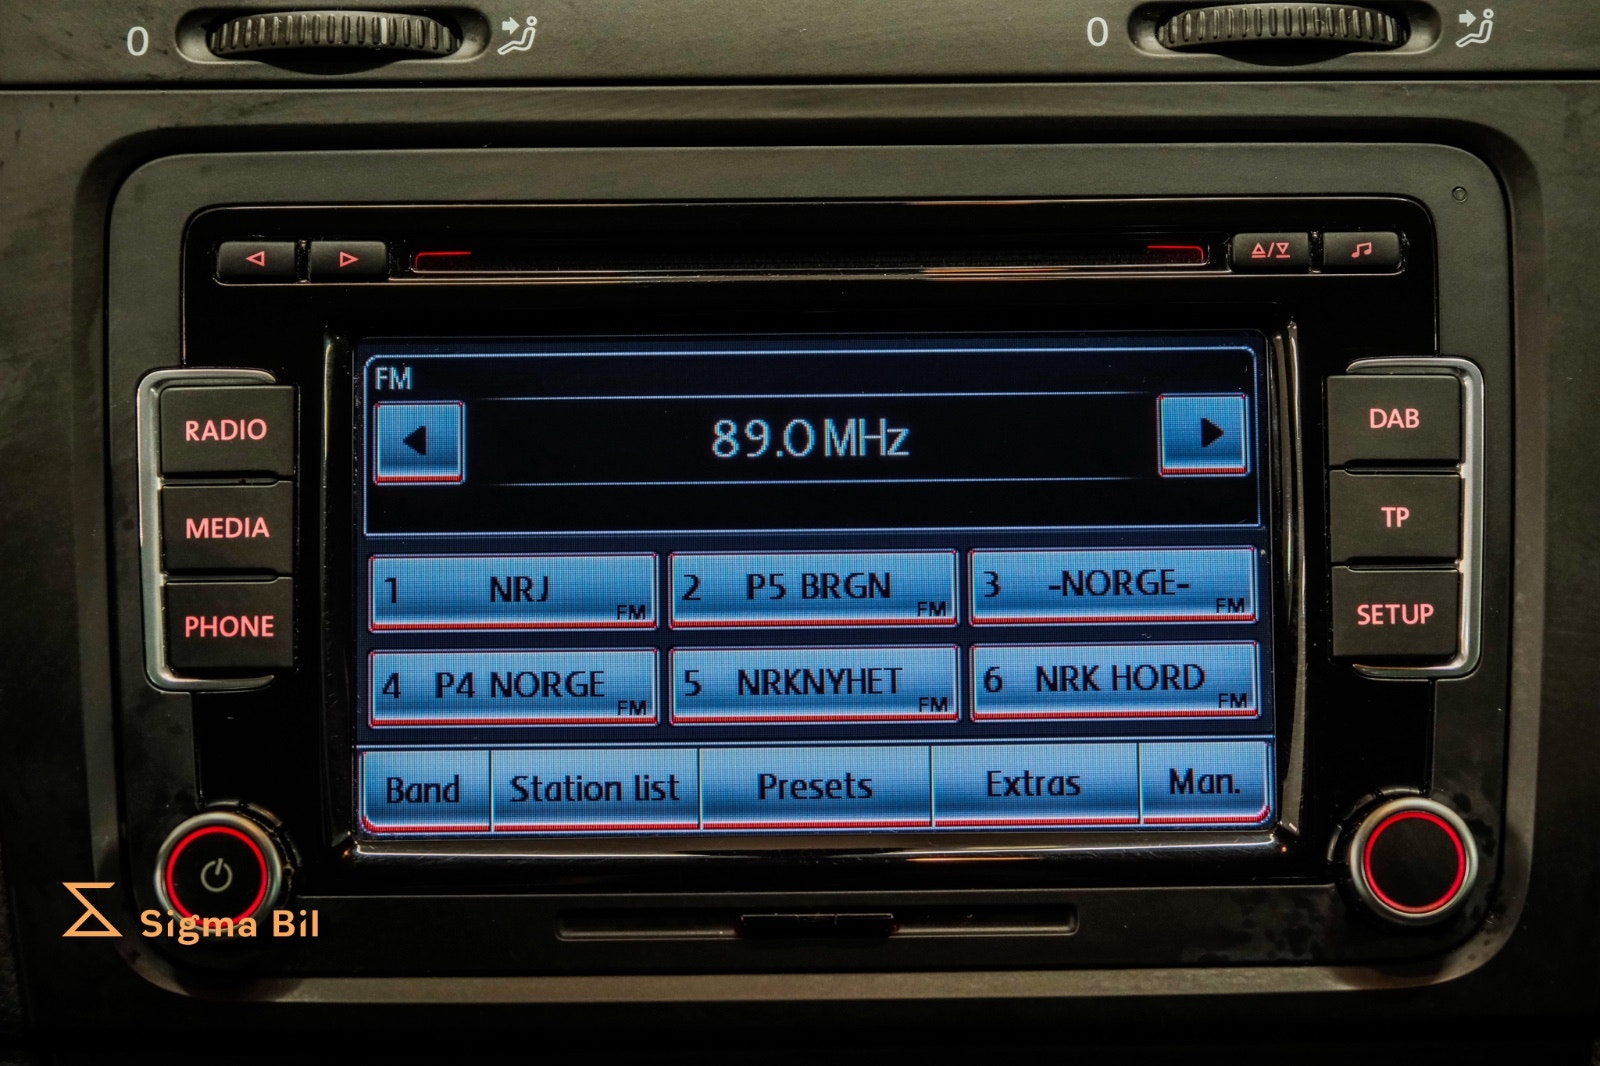 0
0
FM
89.0 MHz
1 NRJ FM
2 P5 BRGN FM
3 -NORGE- FM
4 P4 NORGE FM
5 NRKNYHET FM
6 NRK HORD FM
Band Station list Presets Extras Man.
RADIO
MEDIA
PHONE
DAB
TP
SETUP
Sigma Bil